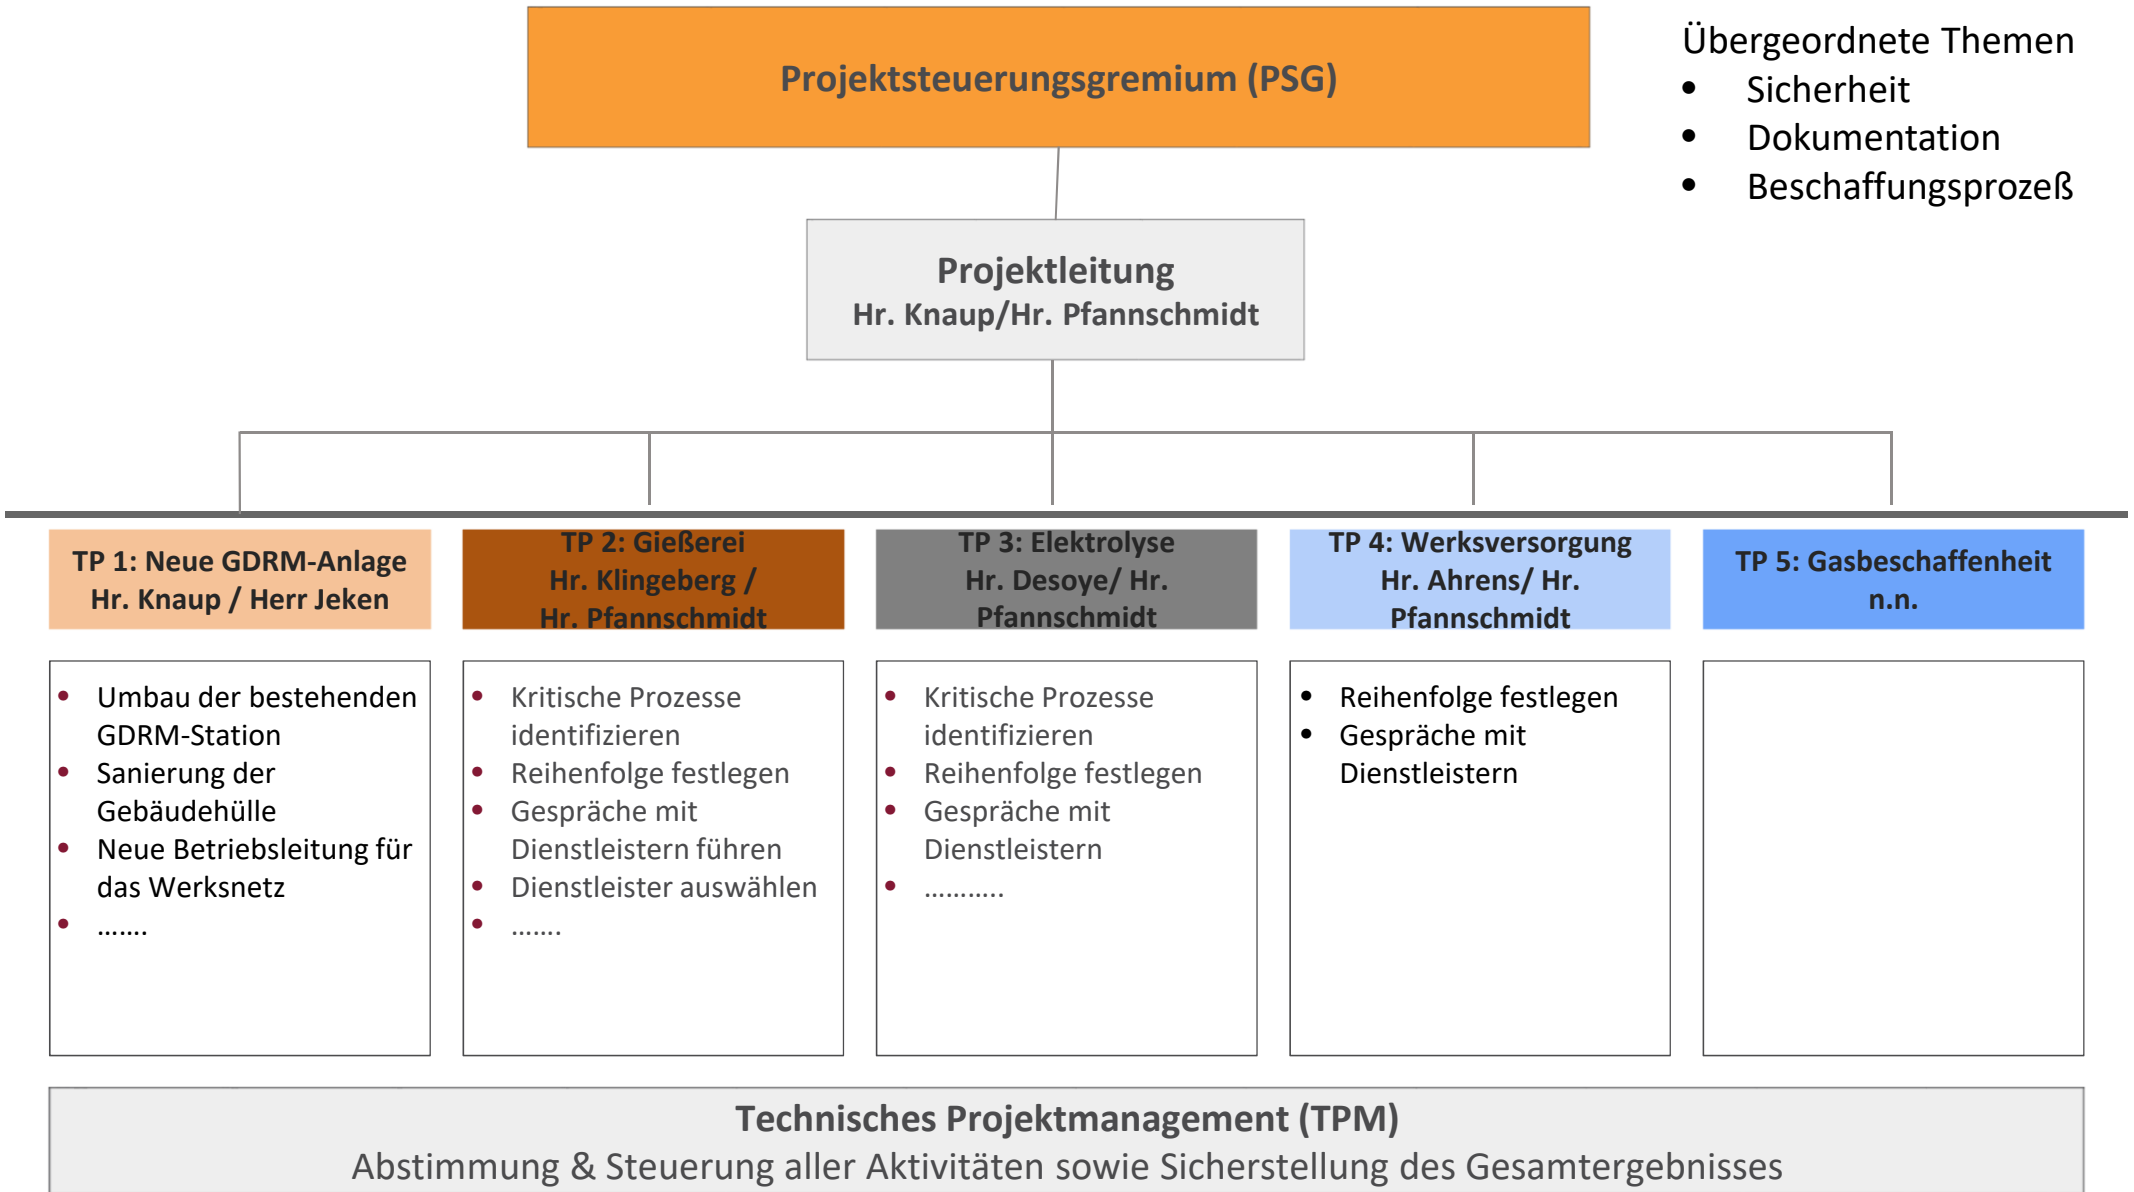 Projektsteuerungsgremium (PSG)
Übergeordnete Themen
• Sicherheit
• Dokumentation
• Beschaffungsprozeß
Projektleitung
Hr. Knaup/Hr. Pfannschmidt
TP 1: Neue GDRM-Anlage
Hr. Knaup / Herr Jeken
TP 2: Gießerei
Hr. Klingeberg /
Hr. Pfannschmidt
TP 3: Elektrolyse
Hr. Desoye/ Hr.
Pfannschmidt
TP 4: Werksversorgung
Hr. Ahrens/ Hr.
Pfannschmidt
TP 5: Gasbeschaffenheit
n.n.
• Umbau der bestehenden
GDRM-Station
• Sanierung der
Gebäudehülle
• Neue Betriebsleitung für
das Werksnetz
• …….
• Kritische Prozesse
identifizieren
• Reihenfolge festlegen
• Gespräche mit
Dienstleistern führen
• Dienstleister auswählen
• …….
• Kritische Prozesse
identifizieren
• Reihenfolge festlegen
• Gespräche mit
Dienstleistern
• ………..
• Reihenfolge festlegen
• Gespräche mit
Dienstleistern
Technisches Projektmanagement (TPM)
Abstimmung & Steuerung aller Aktivitäten sowie Sicherstellung des Gesamtergebnisses